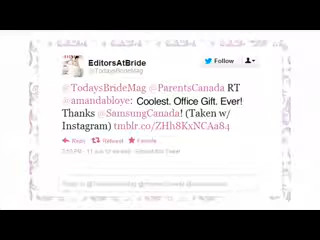 EditorsAtBride
@TodaysBrideMag
Follow
@TodaysBrideMag @ParentsCanada RT
@amandabloye: Coolest. Office Gift. Ever!
Thanks @SamsungCanada! (Taken w/
Instagram) tmblr.co/ZHh8KxNCAa84
Reply Retweet Favorite